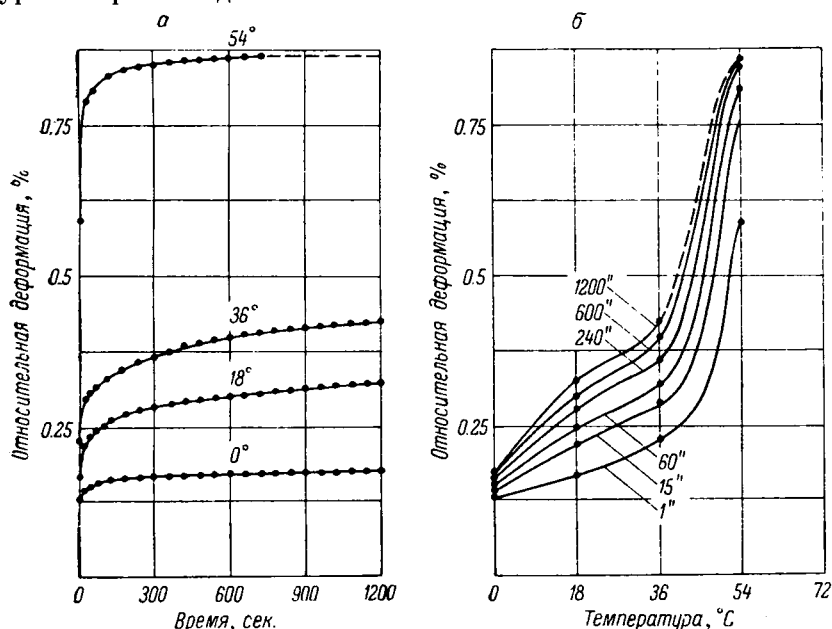 а
б
54°
0.75
0.5
36°
18°
0.25
0°
0
0 300 600 900 1200
Время, сек.
Относительная деформация, %
0.75
0.5
1200"
600"
240"
0.25
60"
15"
1"
0
0 18 36 54 72
Температура, °С
Относительная деформация, %